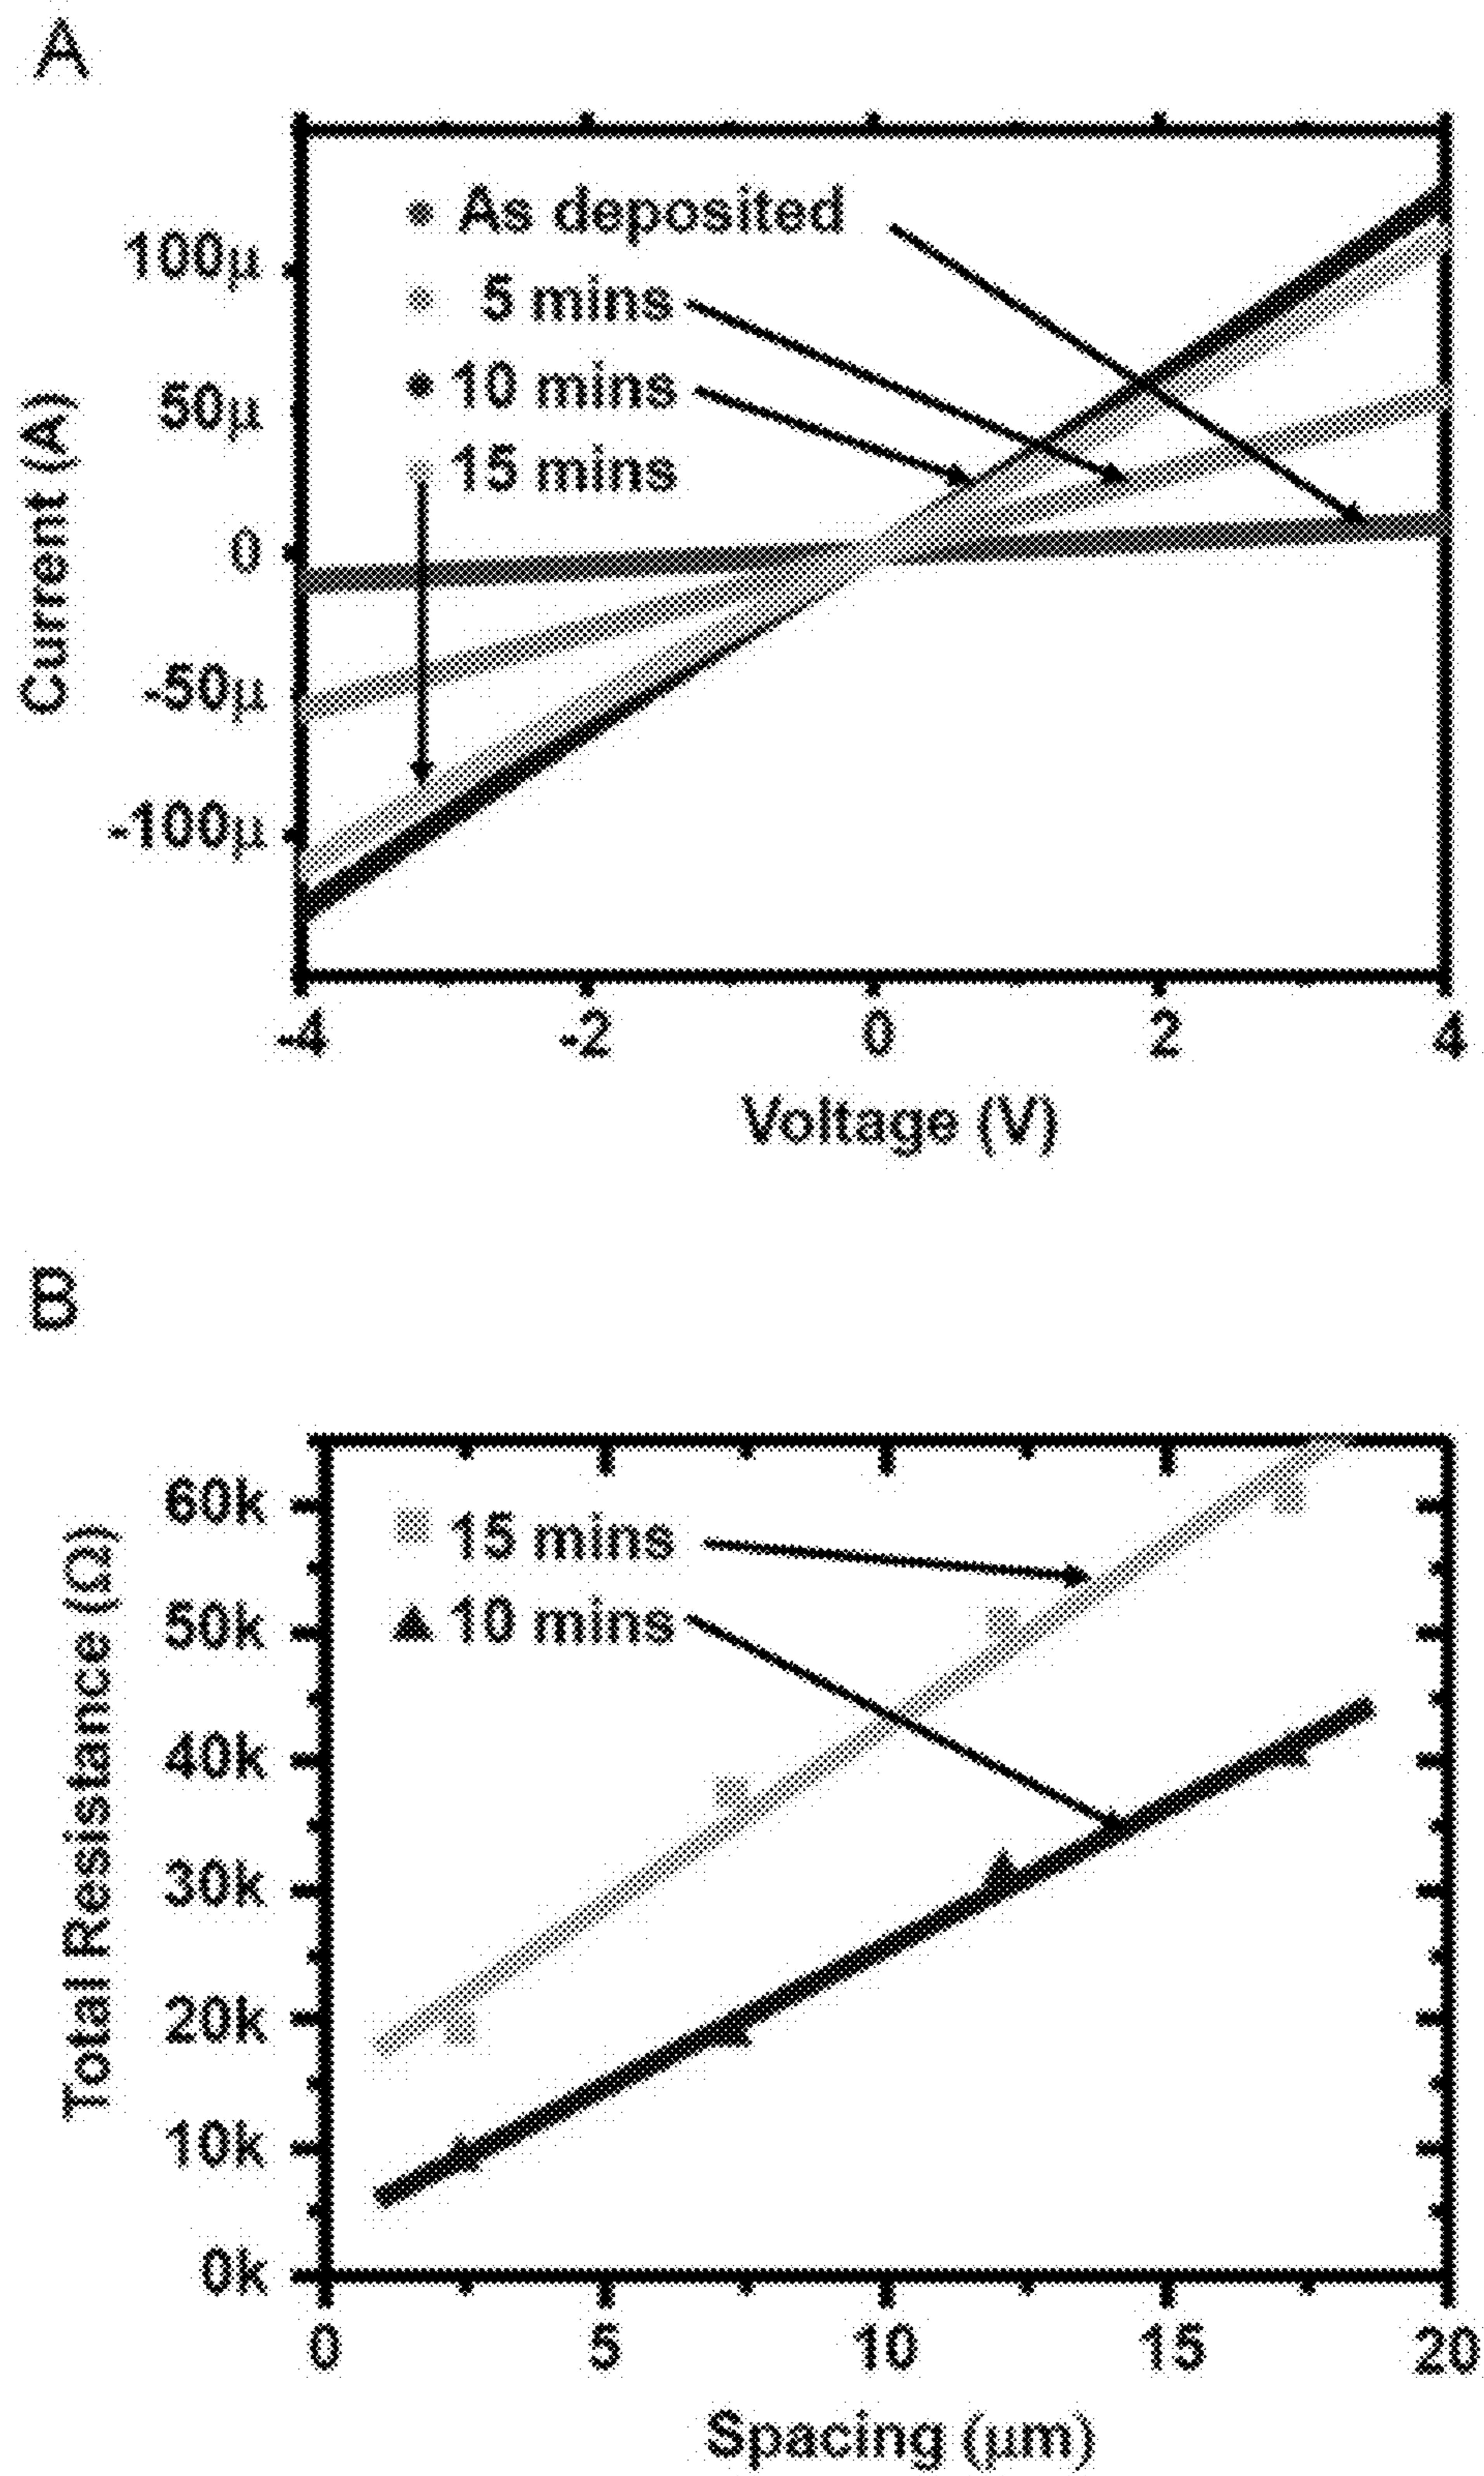 A
As deposited
5 mins
10 mins
15 mins
100μ
50μ
0
-50μ
-100μ
Current (A)
-4 -2 0 2 4
Voltage (V)
B
15 mins
10 mins
60k
50k
40k
30k
20k
10k
0k
Total Resistance (Ω)
0 5 10 15 20
Spacing (μm)